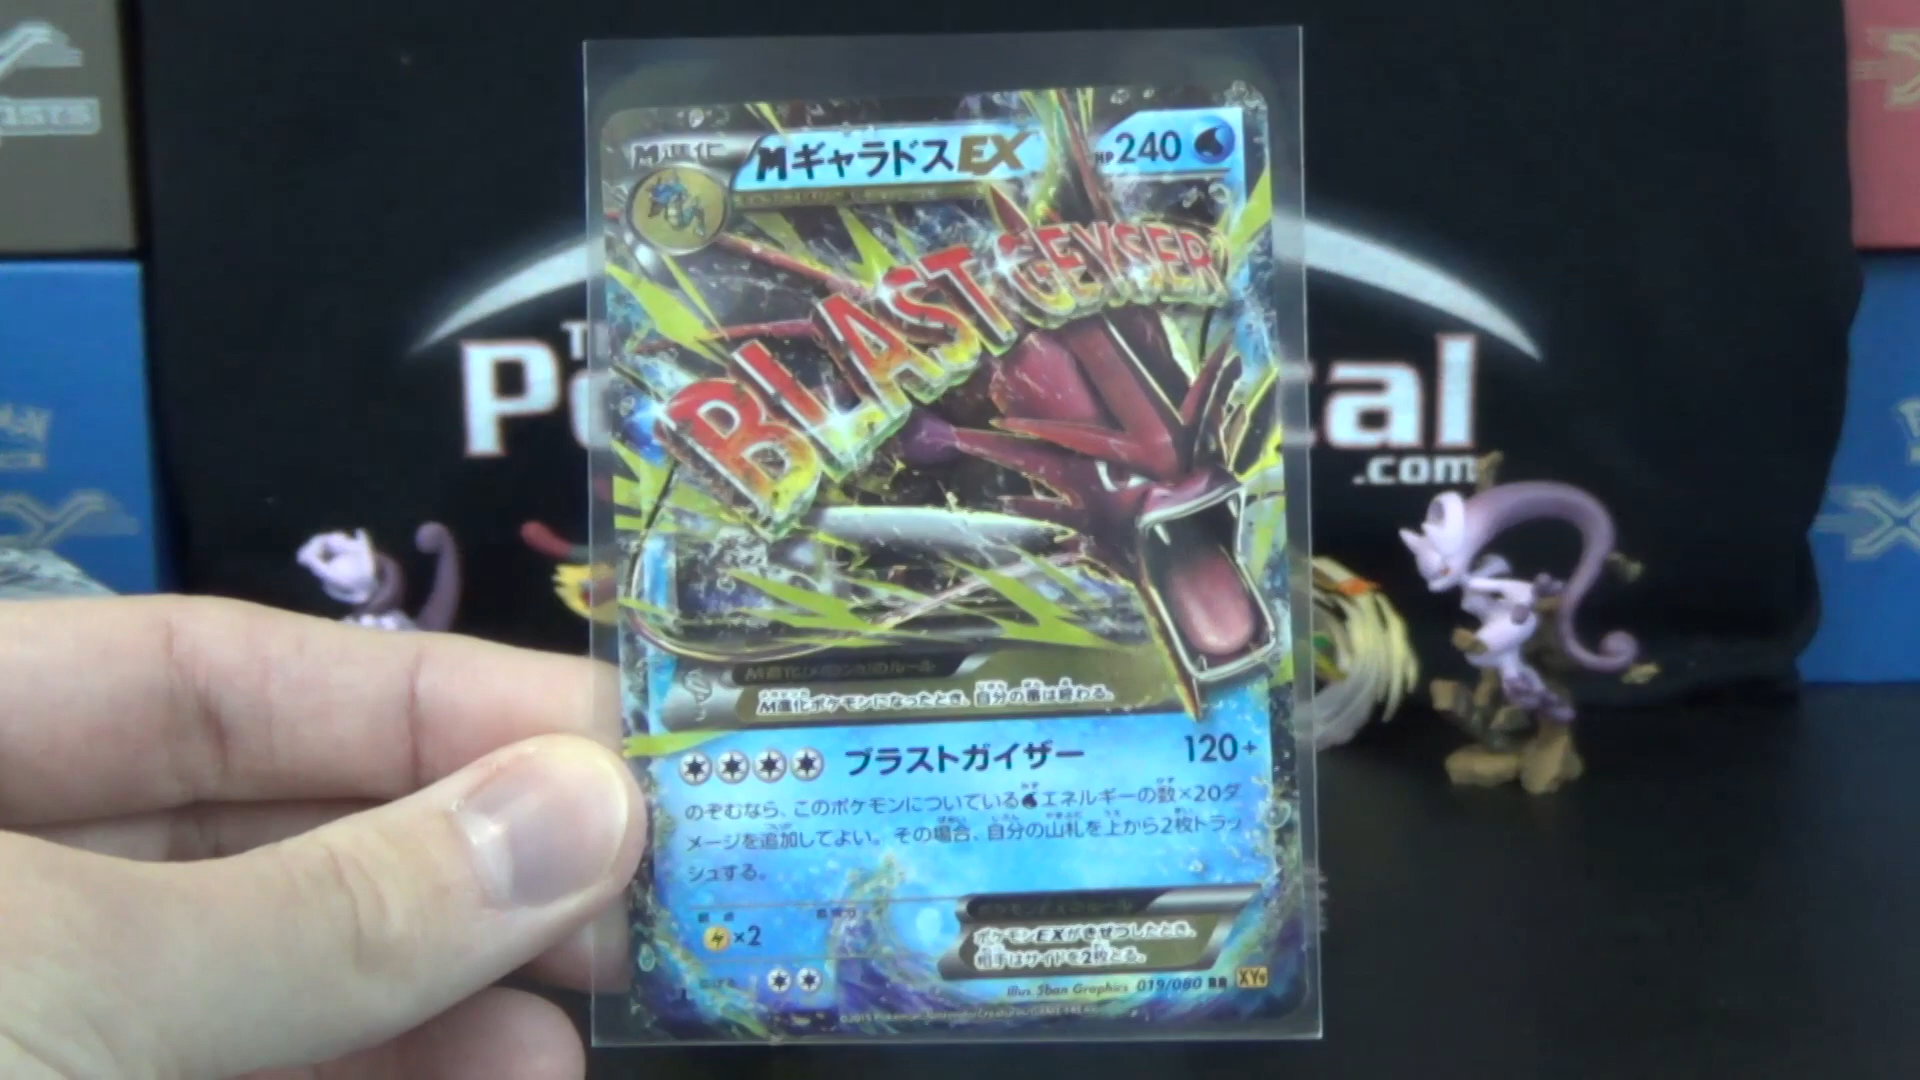 M進化
MギャラドスEX
HP240
BLAST GEYSER
M進化ポケモンになったとき、自分の番は終わる。
ブラストガイザー 120+
のぞむなら、このポケモンについているエネルギーの数×20ダ
メージを追加してよい。その場合、自分の山札を上から2枚トラッ
シュする。
×2
ポケモンEXがきぜつしたとき、
相手はサイドを2枚とる。
Illus. 5ban Graphics 019/080 RR XY9
.com